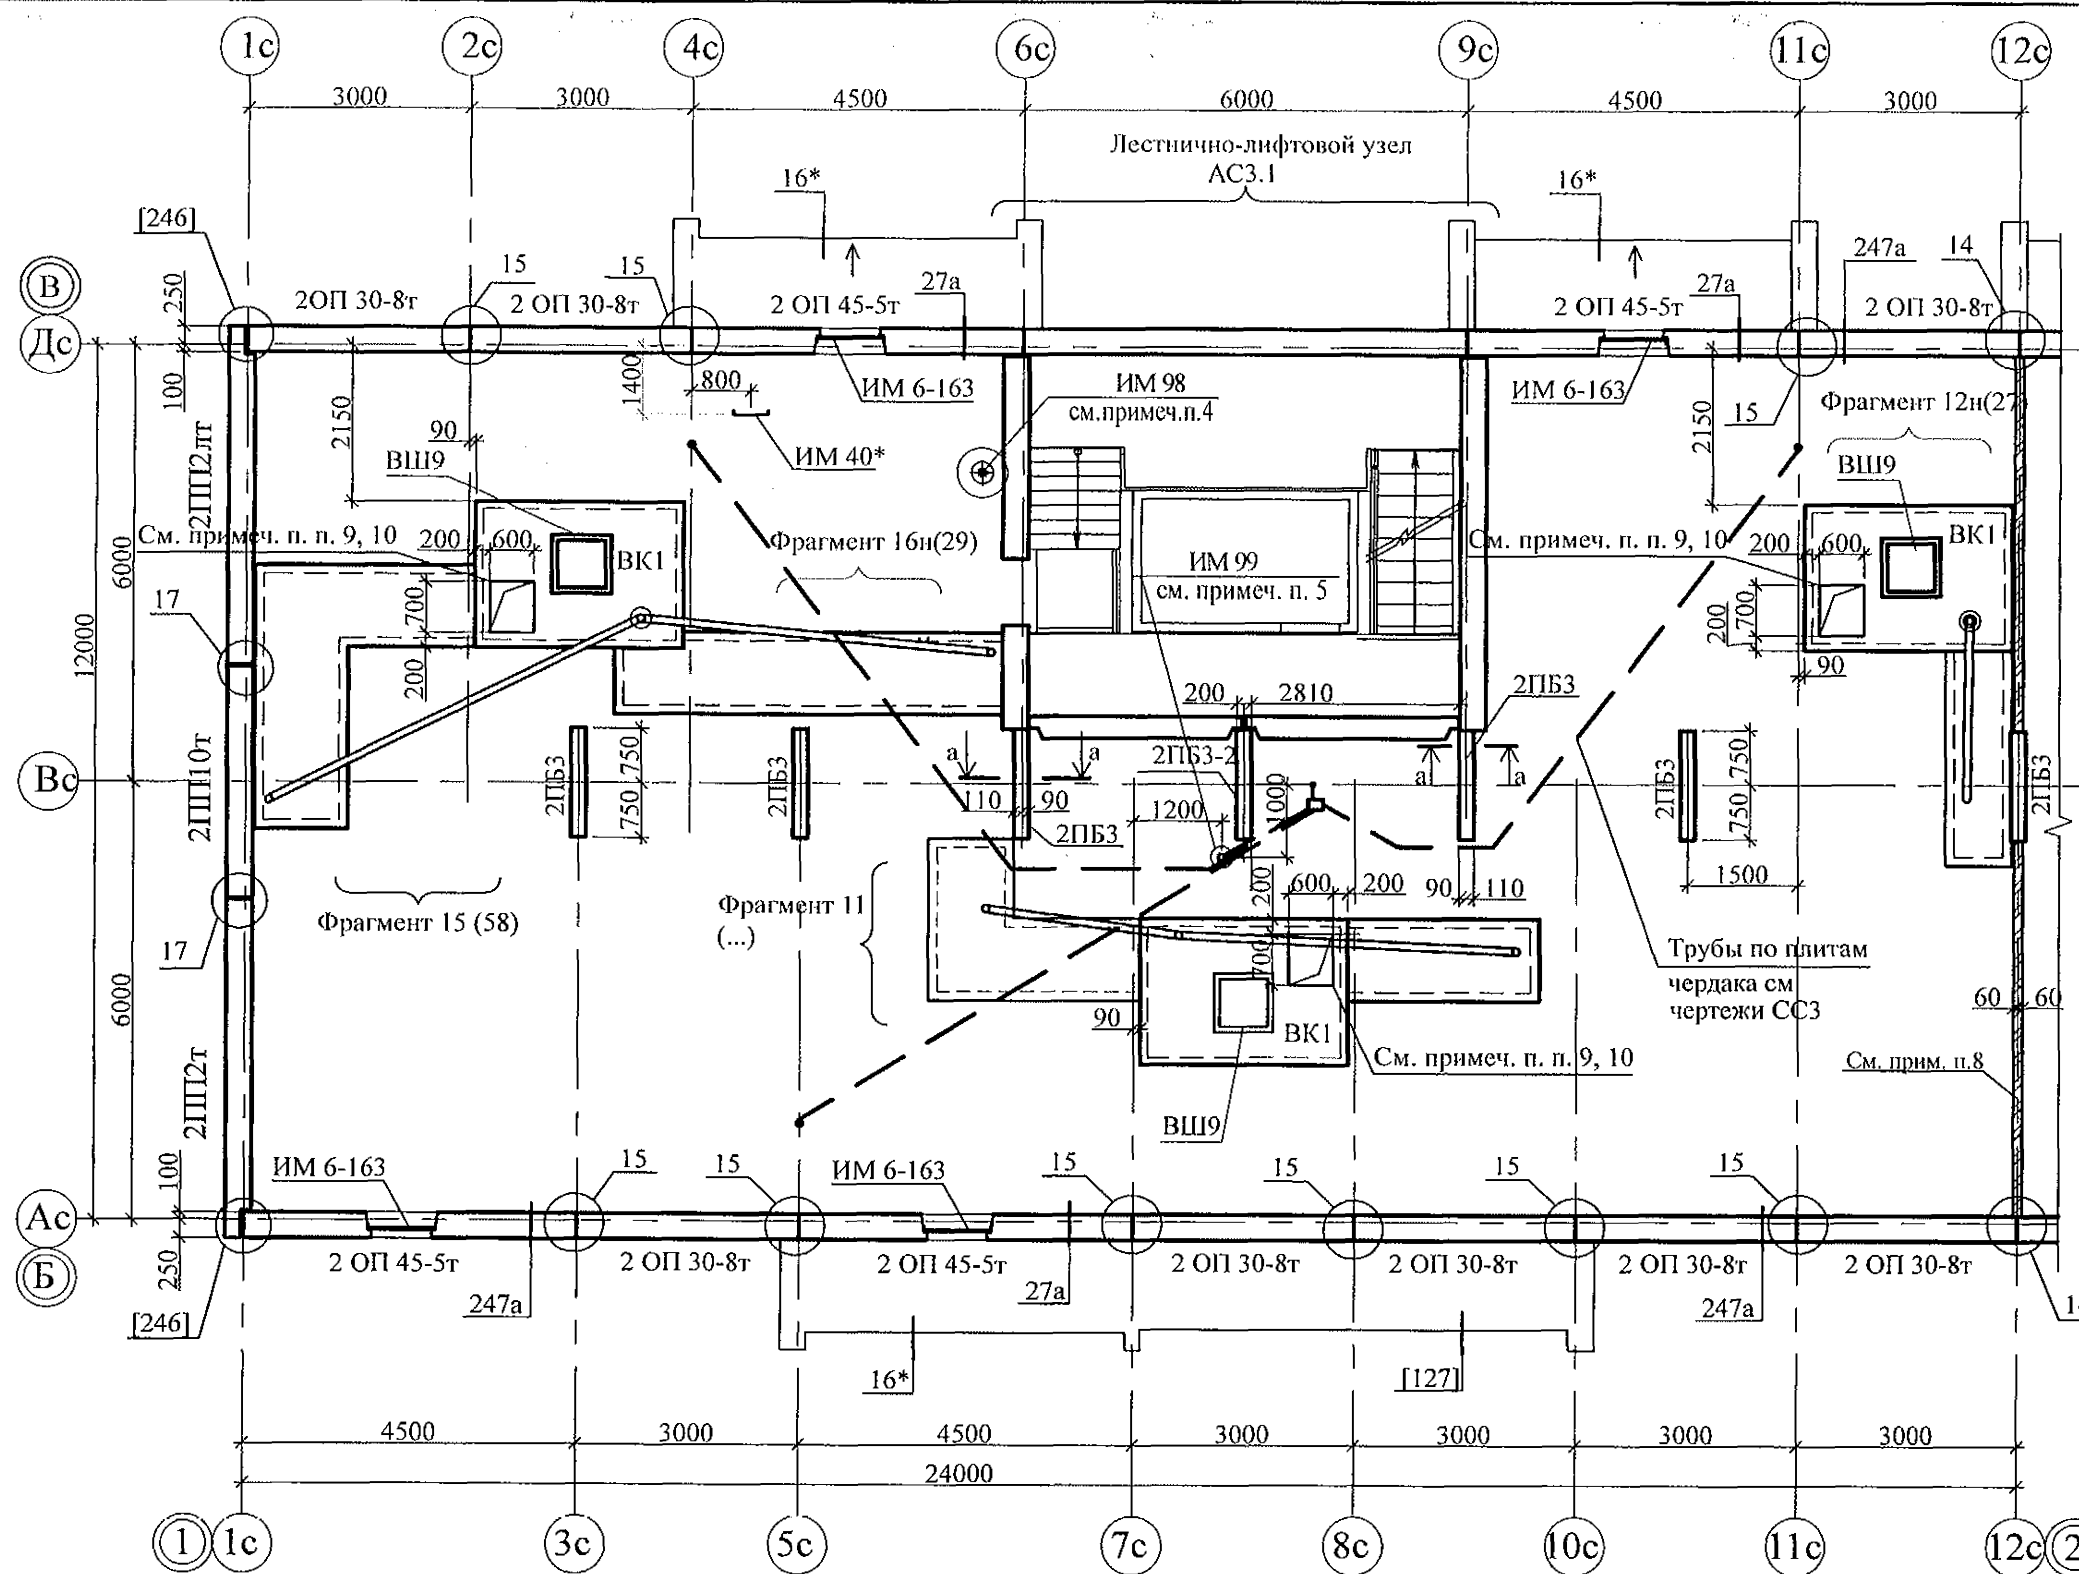 1с 2с 4с 6с 9с 11с 12с
3000 3000 4500 6000 4500 3000
Лестнично-лифтовой узел
АС3.1
16* 16*
[246]
15 15 27а 27а 247а 14
В
250
2ОП 30-8т 2 ОП 30-8т 2 ОП 45-5т 2 ОП 45-5т 2 ОП 30-8т
Дс
100
1400
800
ИМ 6-163
ИМ 98
см.примеч.п.4
ИМ 6-163
15
Фрагмент 12н(27)
2150
2150
90
ВШ9
ИМ 40*
ВШ9
2ПП2лт
См. примеч. п. п. 9, 10
200 600
ВК1
Фрагмент 16н(29)
См. примеч. п. п. 9, 10
200 600
ВК1
ИМ 99
см. примеч. п. 5
6000
700
200
200
700
17
12000
90
200 2810
2ПБ3
2ПП10т
Вс
2ПБ3
750
750
2ПБ3
а а
2ПБ3-2
а а
2ПБ3
750
750
2ПБ3
110 90
1200
1000
2ПБ3
1500
Фрагмент 15 (58)
Фрагмент 11
(...)
200
600 200
90 110
17
700
Трубы по плитам
чердака см
чертежи СС3
6000
90
ВК1
60 60
См. примеч. п. п. 9, 10
См. прим. п.8
2ПП2т
ВШ9
100
ИМ 6-163
15 15
ИМ 6-163
15 15 15 15
Ас
250
2 ОП 45-5т 2 ОП 30-8т 2 ОП 45-5т 2 ОП 30-8т 2 ОП 30-8т 2 ОП 30-8т 2 ОП 30-8т
Б
[246]
247а
27а
247а
16*
[127]
4500 3000 4500 3000 3000 3000 3000
24000
1 1с 3с 5с 7с 8с 10с 11с 12с 2